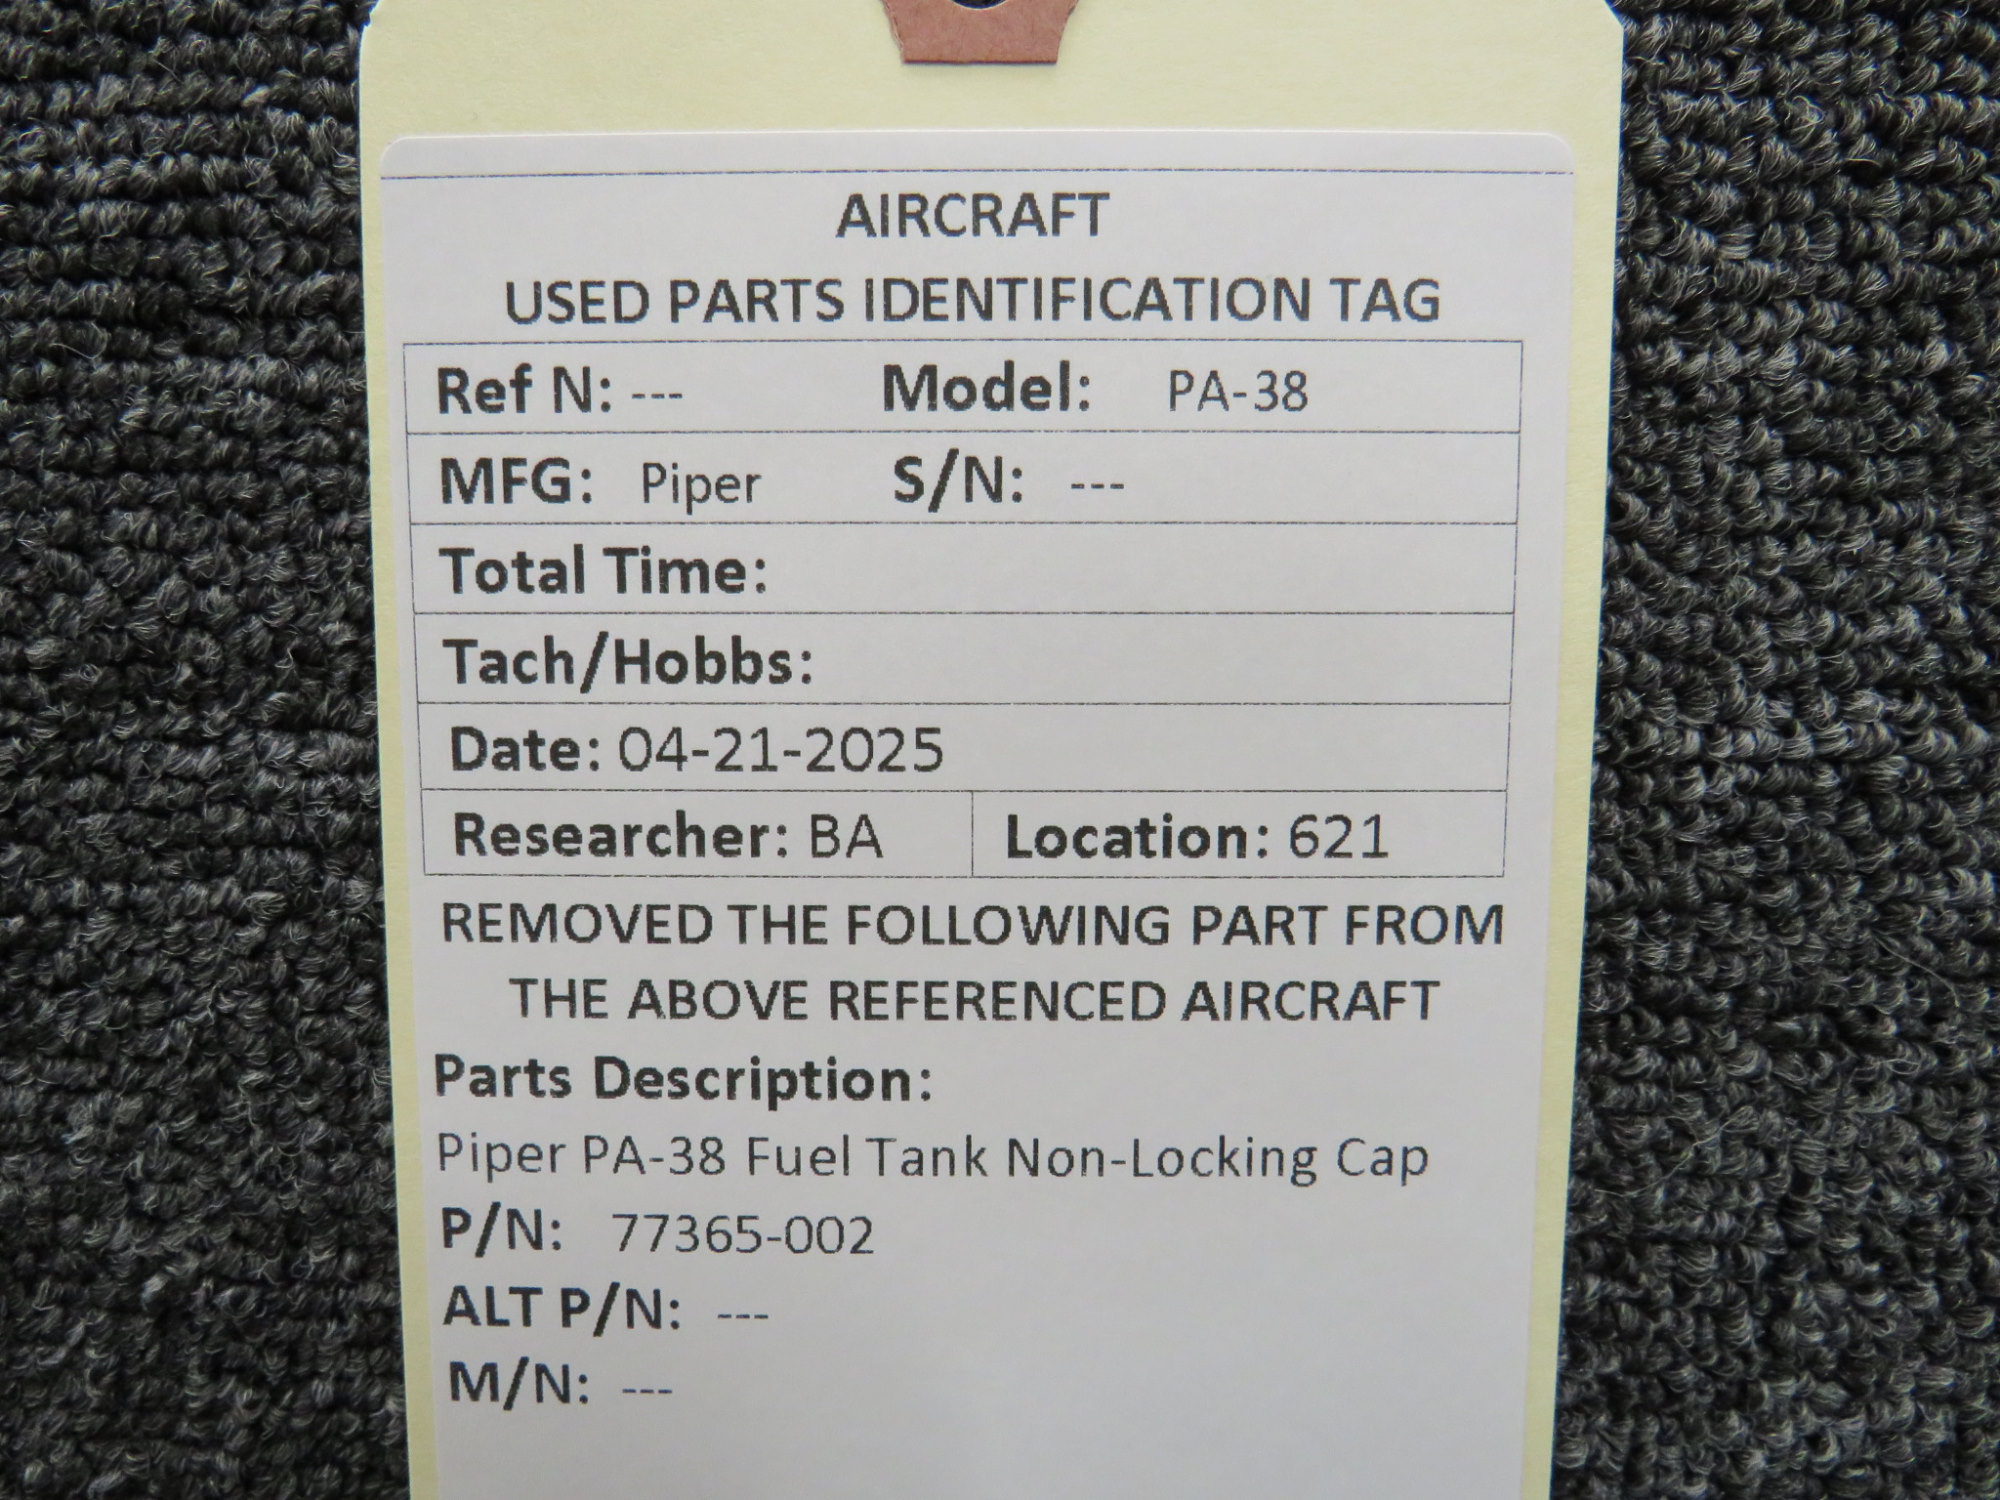 AIRCRAFT
USED PARTS IDENTIFICATION TAG
Ref N: --- Model: PA-38
MFG: Piper S/N: ---
Total Time:
Tach/Hobbs:
Date: 04-21-2025
Researcher: BA Location: 621
REMOVED THE FOLLOWING PART FROM
THE ABOVE REFERENCED AIRCRAFT
Parts Description:
Piper PA-38 Fuel Tank Non-Locking Cap
P/N: 77365-002
ALT P/N: ---
M/N: ---